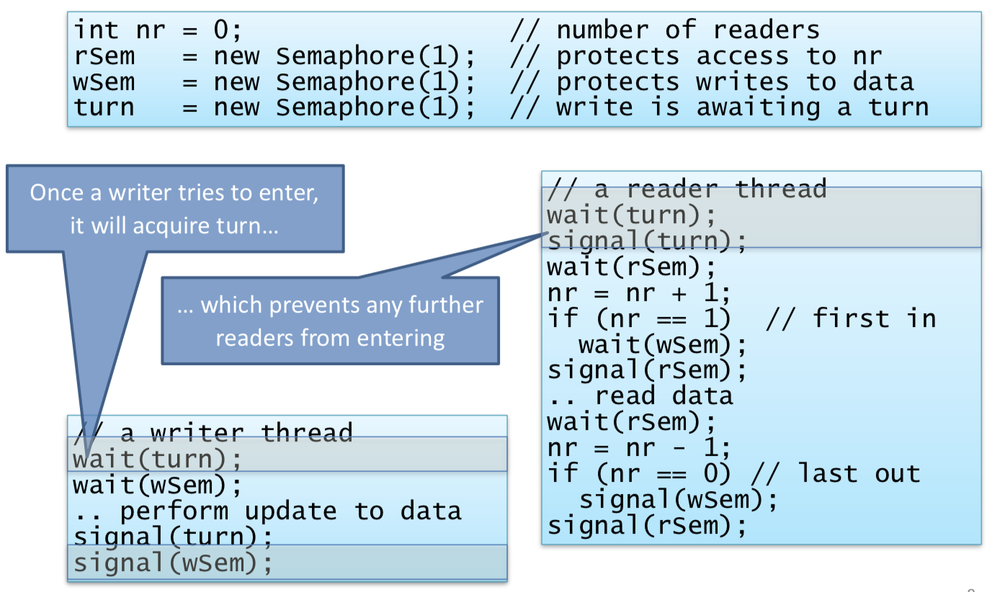 int nr = 0;                 // number of readers
rSem   = new Semaphore(1);  // protects access to nr
wSem   = new Semaphore(1);  // protects writes to data
turn   = new Semaphore(1);  // write is awaiting a turn
Once a writer tries to enter,
it will acquire turn...
... which prevents any further
readers from entering
// a writer thread
wait(turn);
wait(wSem);
.. perform update to data
signal(turn);
signal(wSem);
// a reader thread
wait(turn);
signal(turn);
wait(rSem);
nr = nr + 1;
if (nr == 1)  // first in
  wait(wSem);
signal(rSem);
.. read data
wait(rSem);
nr = nr - 1;
if (nr == 0) // last out
  signal(wSem);
signal(rSem);